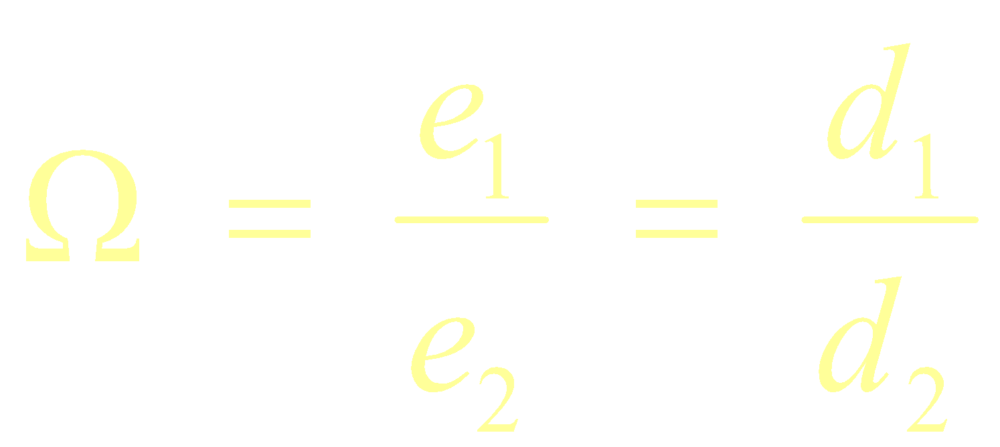 Ω = e₁/e₂ = d₁/d₂